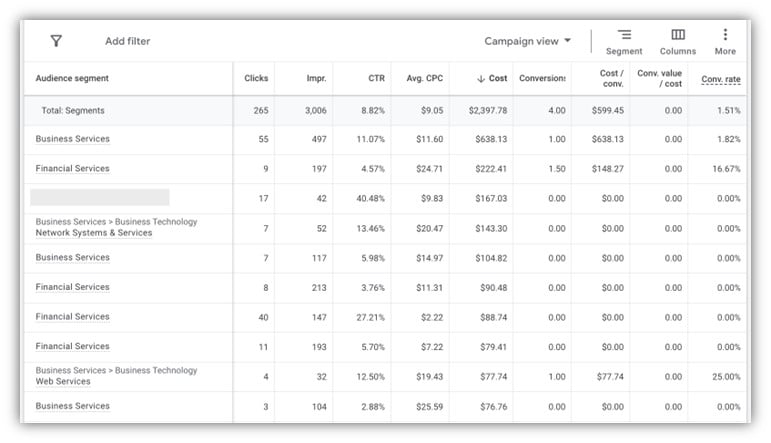 Add filter Campaign view Segment Columns More
Audience segment Clicks Impr. CTR Avg. CPC Cost Conversions Cost / conv. Conv. value / cost Conv. rate
Total: Segments 265 3,006 8.82% $9.05 $2,397.78 4.00 $599.45 0.00 1.51%
Business Services 55 497 11.07% $11.60 $638.13 1.00 $638.13 0.00 1.82%
Financial Services 9 197 4.57% $24.71 $222.41 1.50 $148.27 0.00 16.67%
17 42 40.48% $9.83 $167.03 0.00 $0.00 0.00 0.00%
Business Services > Business Technology
Network Systems & Services 7 52 13.46% $20.47 $143.30 0.00 $0.00 0.00 0.00%
Business Services 7 117 5.98% $14.97 $104.82 0.00 $0.00 0.00 0.00%
Financial Services 8 213 3.76% $11.31 $90.48 0.00 $0.00 0.00 0.00%
Financial Services 40 147 27.21% $2.22 $88.74 0.00 $0.00 0.00 0.00%
Financial Services 11 193 5.70% $7.22 $79.41 0.00 $0.00 0.00 0.00%
Business Services > Business Technology
Web Services 4 32 12.50% $19.43 $77.74 1.00 $77.74 0.00 25.00%
Business Services 3 104 2.88% $25.59 $76.76 0.00 $0.00 0.00 0.00%